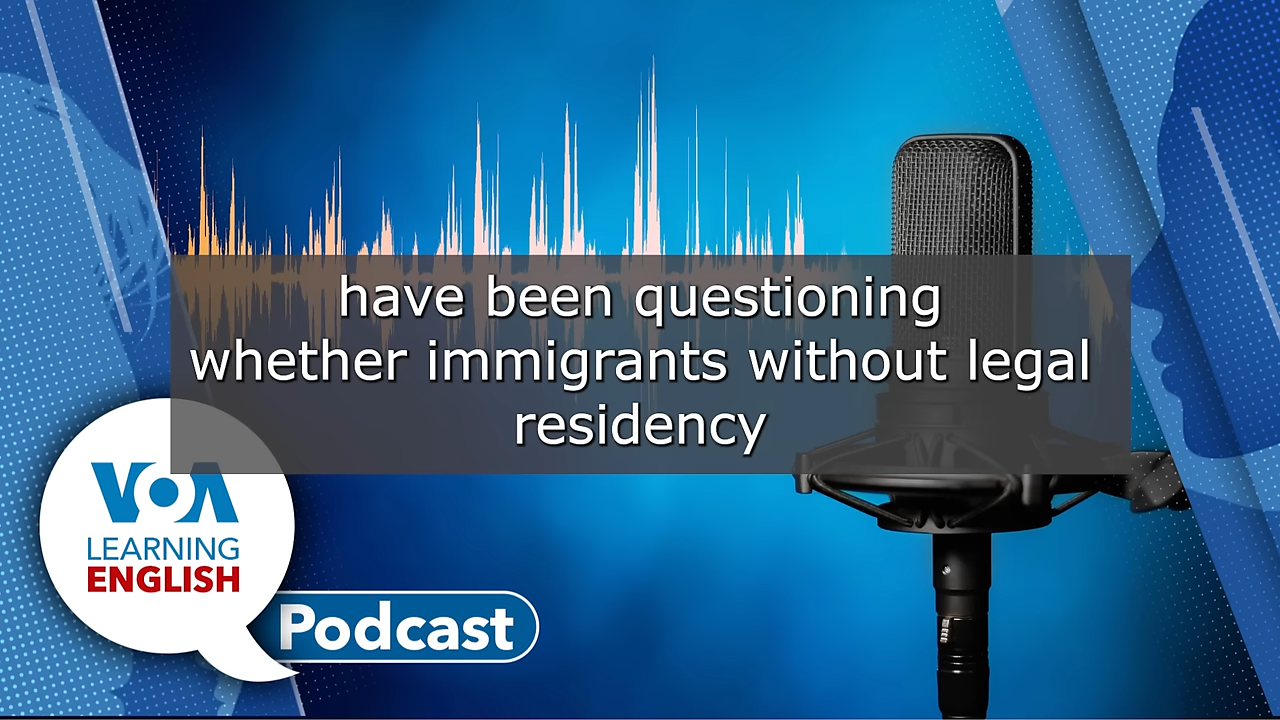 have been questioning
whether immigrants without legal
residency
VOA
LEARNING
ENGLISH
Podcast